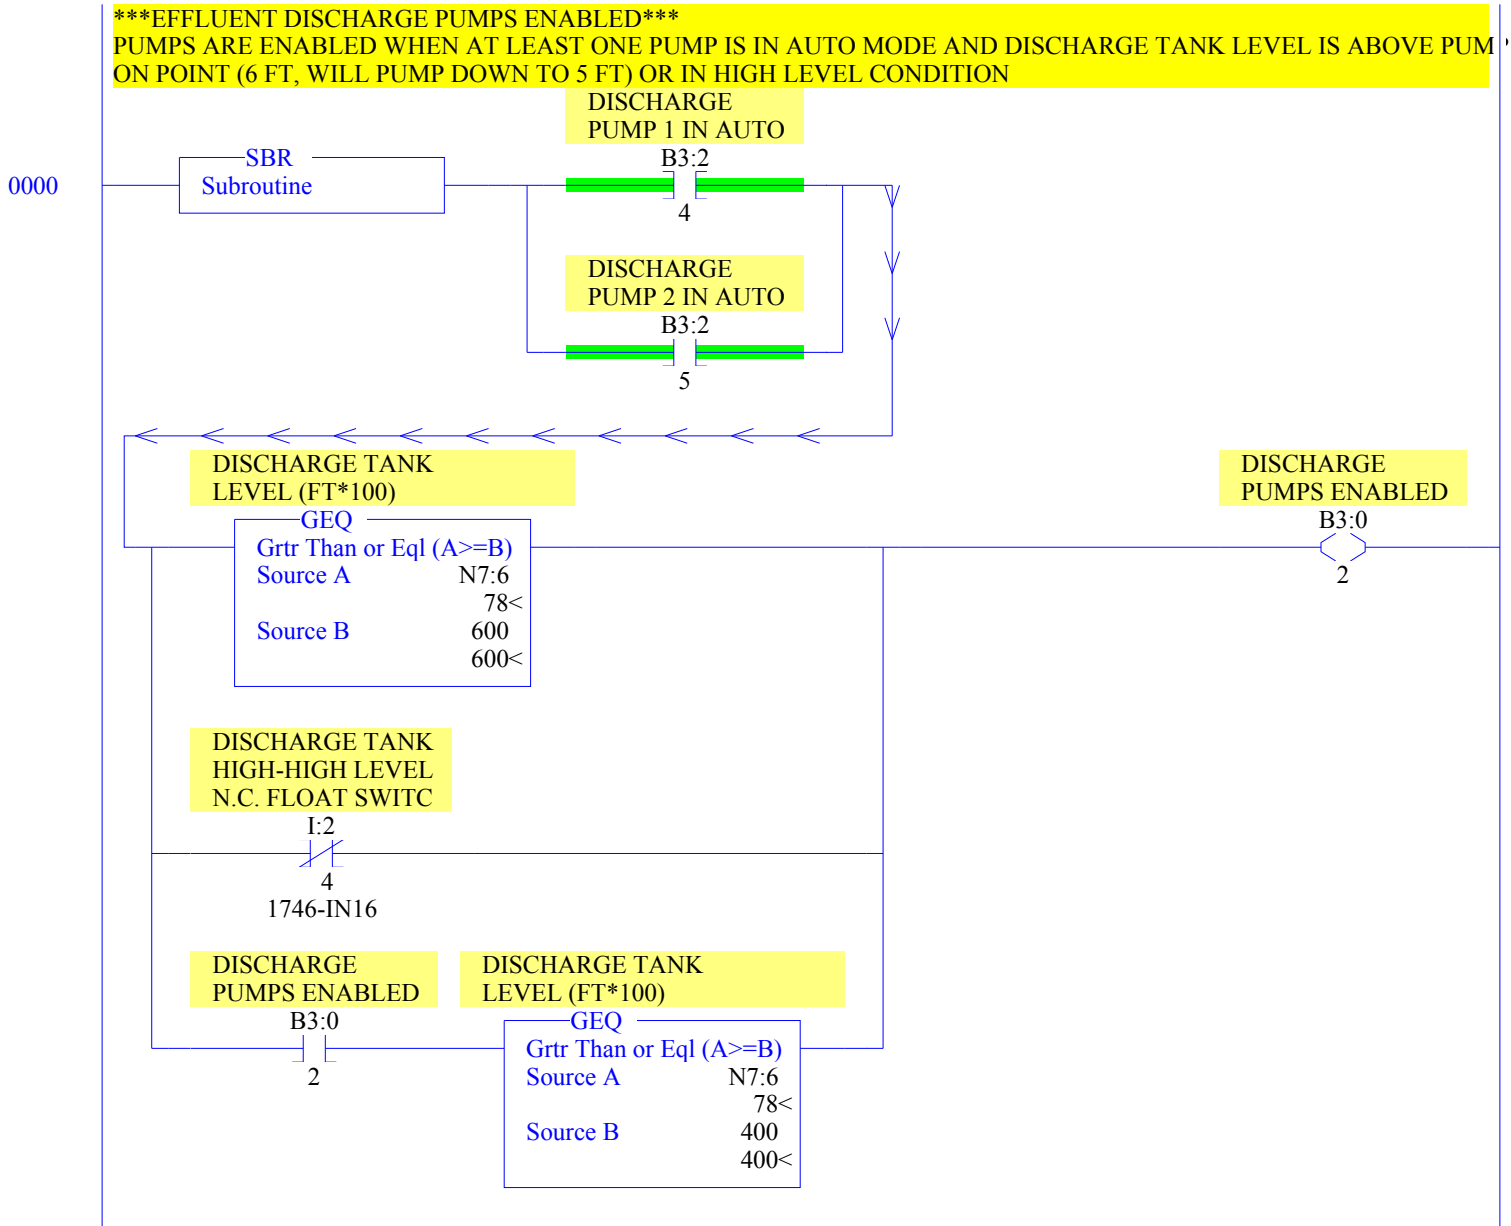 ***EFFLUENT DISCHARGE PUMPS ENABLED***
PUMPS ARE ENABLED WHEN AT LEAST ONE PUMP IS IN AUTO MODE AND DISCHARGE TANK LEVEL IS ABOVE PUM
ON POINT (6 FT, WILL PUMP DOWN TO 5 FT) OR IN HIGH LEVEL CONDITION
DISCHARGE
PUMP 1 IN AUTO
B3:2
4
0000
SBR
Subroutine
DISCHARGE
PUMP 2 IN AUTO
B3:2
5
DISCHARGE TANK
LEVEL (FT*100)
GEQ
Grtr Than or Eql (A>=B)
Source A N7:6
78<
Source B 600
600<
DISCHARGE
PUMPS ENABLED
B3:0
2
DISCHARGE TANK
HIGH-HIGH LEVEL
N.C. FLOAT SWITC
I:2
4
1746-IN16
DISCHARGE
PUMPS ENABLED
B3:0
2
DISCHARGE TANK
LEVEL (FT*100)
GEQ
Grtr Than or Eql (A>=B)
Source A N7:6
78<
Source B 400
400<